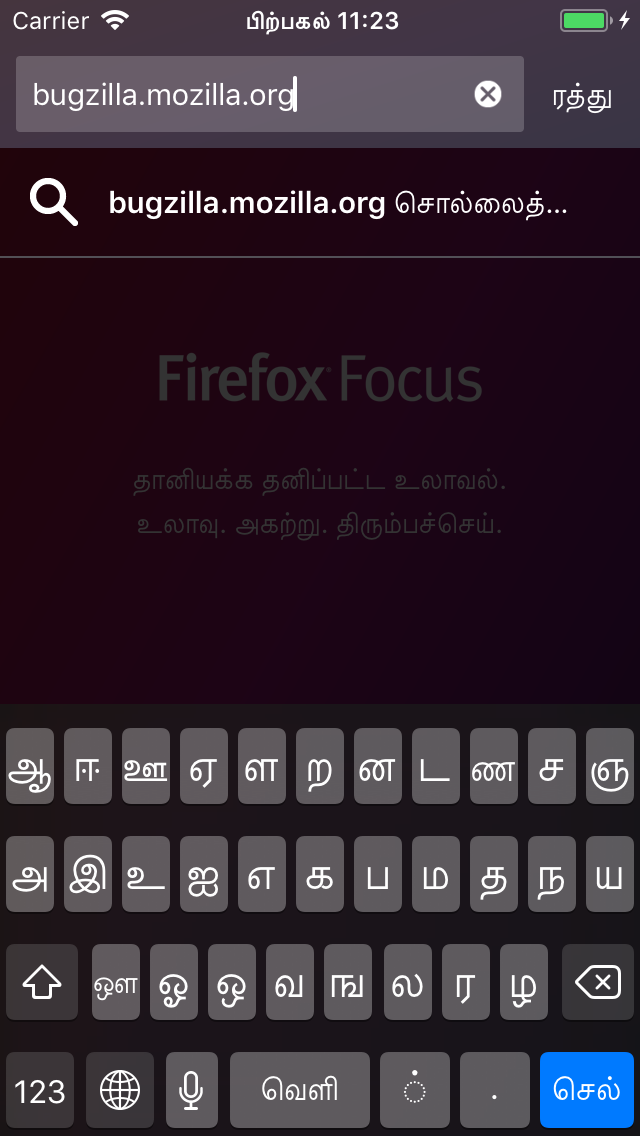 Carrier பிற்பகல் 11:23
bugzilla.mozilla.org ரத்து
bugzilla.mozilla.org சொல்லைத்...
Firefox Focus
தானியக்க தனிப்பட்ட உலாவல்.
உலாவு. அகற்று. திரும்பச்செய்.
ஆ ஈ ஊ ஏ ள ற ன ட ண ச ஞ
அ இ உ ஐ எ க ப ம த ந ய
ஔ ஓ ஒ வ ங ல ர ழ
123 வெளி ் . செல்